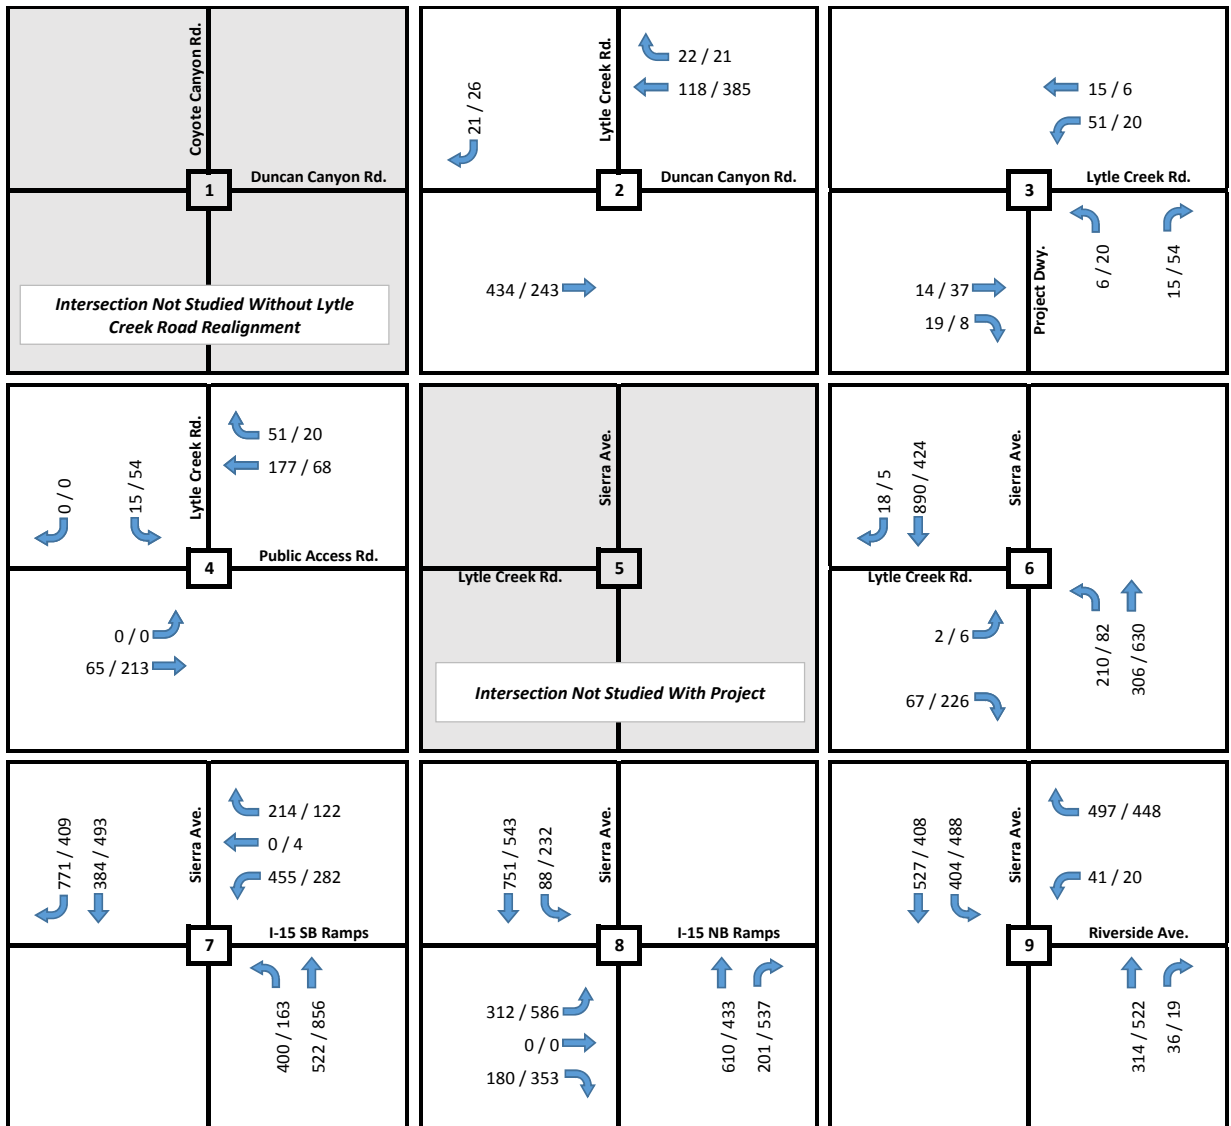 Coyote Canyon Rd.
1
Duncan Canyon Rd.
Intersection Not Studied Without Lytle
Creek Road Realignment
21 / 26
Lytle Creek Rd.
22 / 21
118 / 385
2
Duncan Canyon Rd.
434 / 243
15 / 6
51 / 20
3
Lytle Creek Rd.
14 / 37
19 / 8
Project Dwy.
6 / 20
15 / 54
0 / 0
15 / 54
Lytle Creek Rd.
51 / 20
177 / 68
4
Public Access Rd.
0 / 0
65 / 213
Sierra Ave.
5
Lytle Creek Rd.
Intersection Not Studied With Project
18 / 5
890 / 424
Sierra Ave.
6
Lytle Creek Rd.
2 / 6
67 / 226
210 / 82
306 / 630
771 / 409
384 / 493
Sierra Ave.
214 / 122
0 / 4
455 / 282
7
I-15 SB Ramps
400 / 163
522 / 856
751 / 543
88 / 232
Sierra Ave.
8
I-15 NB Ramps
312 / 586
0 / 0
180 / 353
610 / 433
201 / 537
527 / 408
404 / 488
Sierra Ave.
497 / 448
41 / 20
9
Riverside Ave.
314 / 522
36 / 19